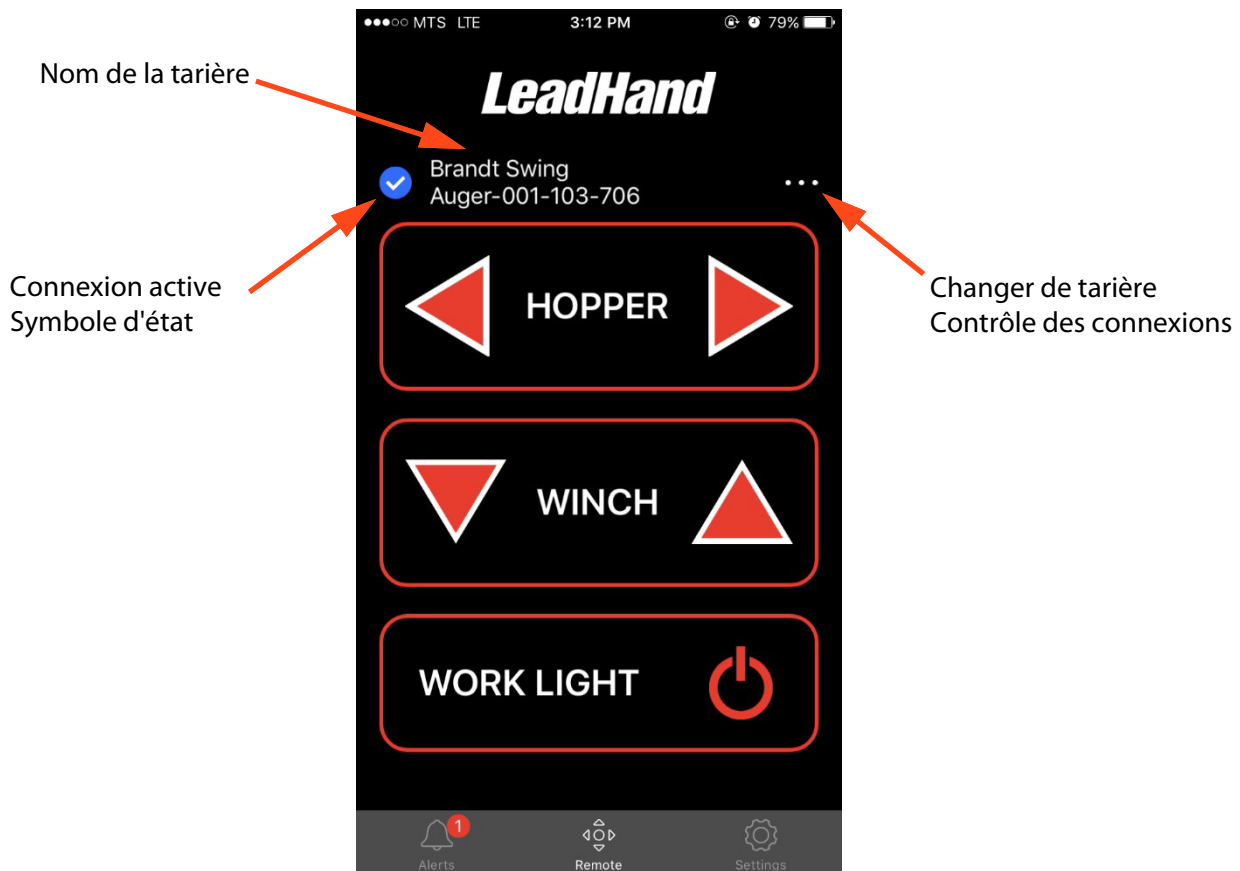 MTS LTE 3:12 PM 79%
LeadHand
Nom de la tarière
Brandt Swing
Auger-001-103-706
Connexion active
Symbole d'état
Changer de tarière
Contrôle des connexions
HOPPER
WINCH
WORK LIGHT
1
Alerts Remote Settings